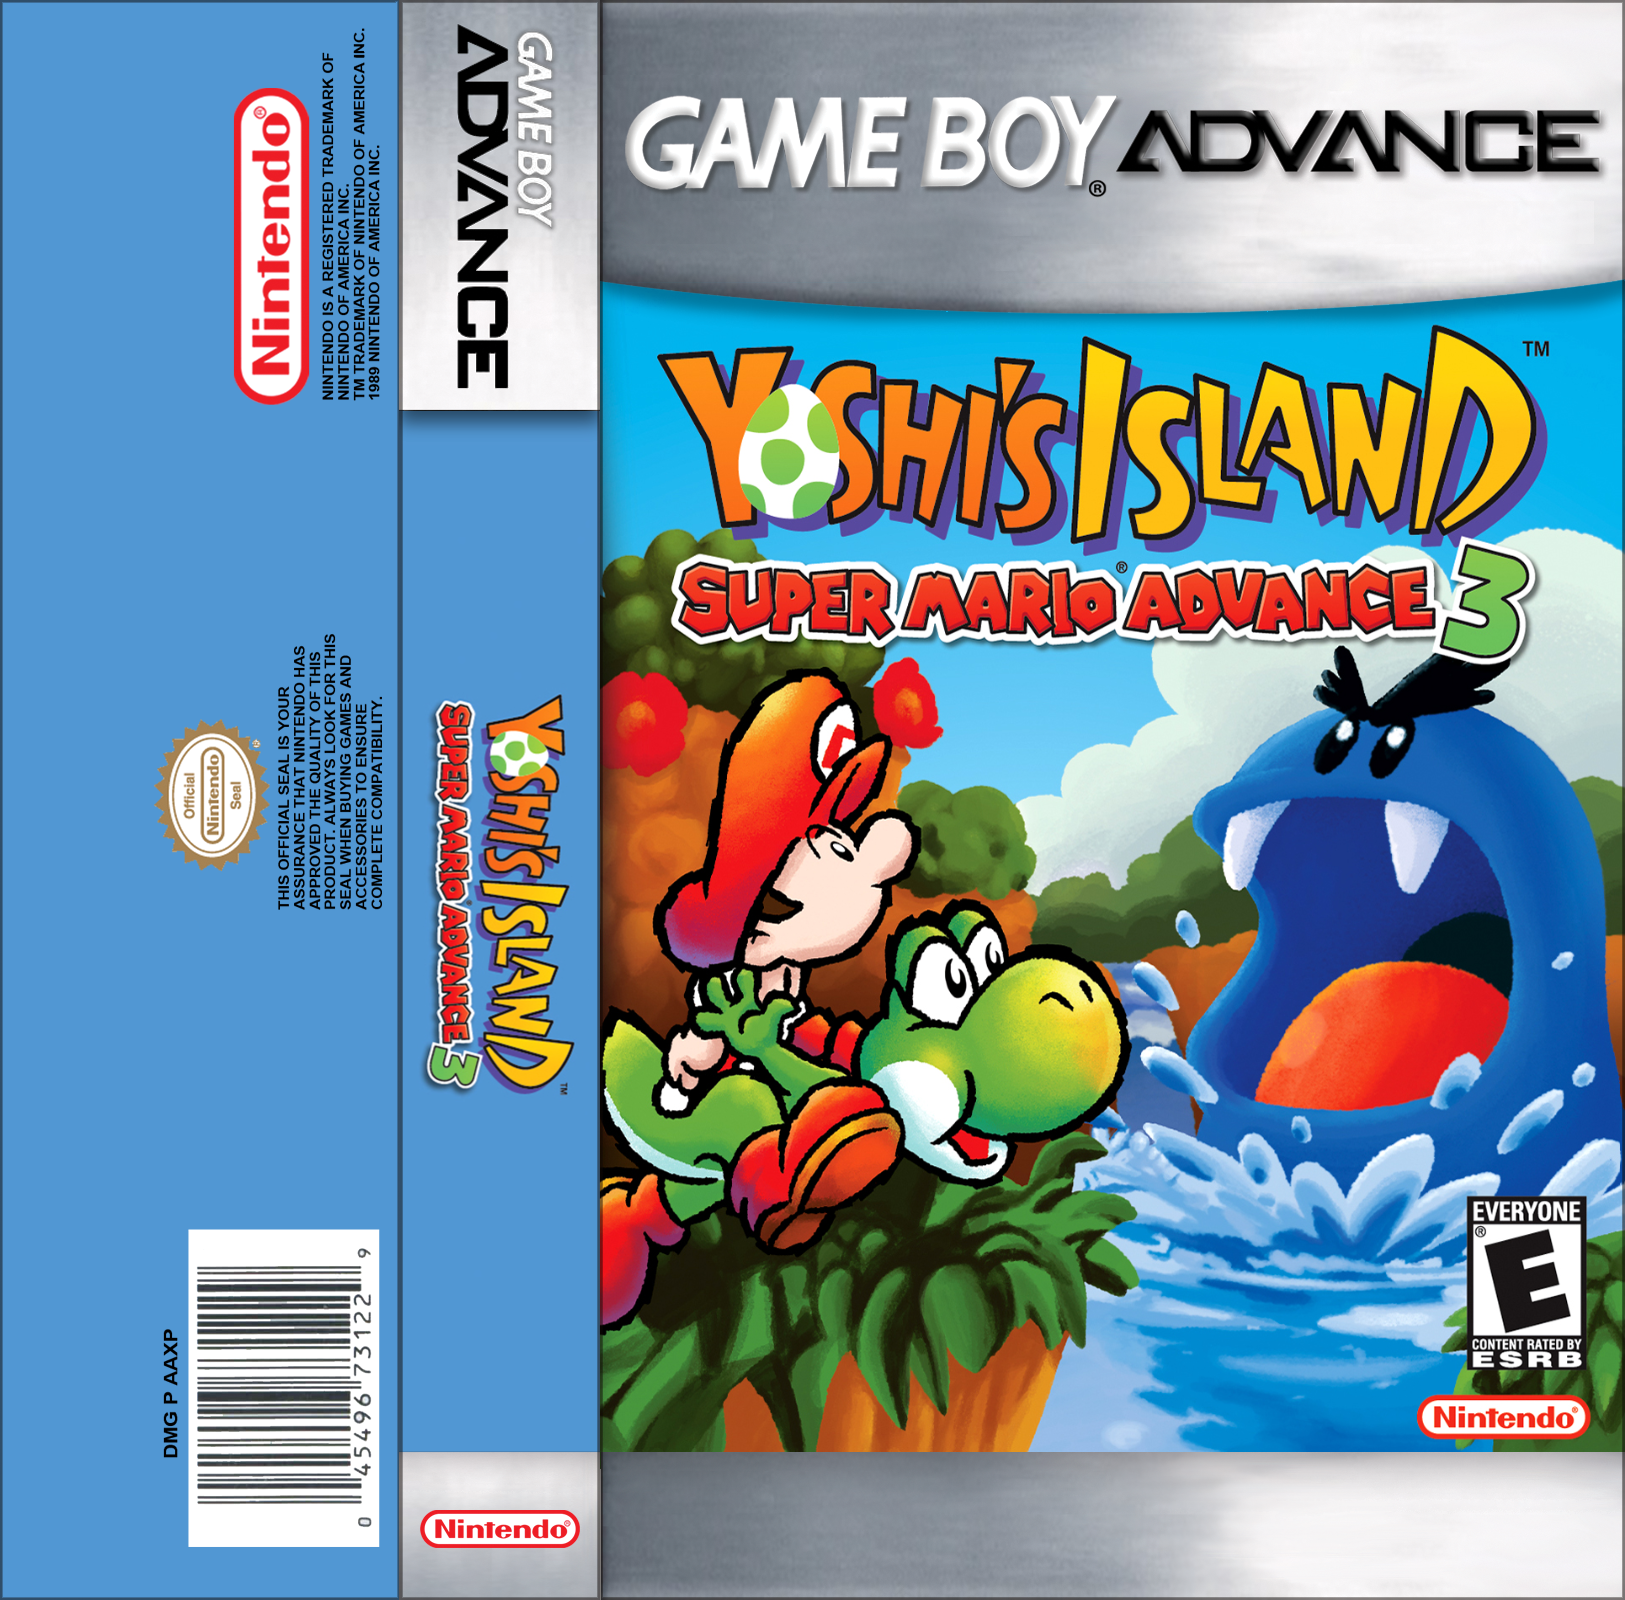 Nintendo®
NINTENDO IS A REGISTERED TRADEMARK OF
NINTENDO OF AMERICA INC.
TM TRADEMARK OF NINTENDO OF AMERICA INC.
1989 NINTENDO OF AMERICA INC.
Official
Nintendo
Seal
THIS OFFICIAL SEAL IS YOUR
ASSURANCE THAT NINTENDO HAS
APPROVED THE QUALITY OF THIS
PRODUCT. ALWAYS LOOK FOR THIS
SEAL WHEN BUYING GAMES AND
ACCESSORIES TO ENSURE
COMPLETE COMPATIBILITY.
DMG P AAXP
0 45496 73122 9
GAME BOY
ADVANCE
YOSHI'S ISLAND™
SUPER MARIO® ADVANCE 3
Nintendo®
GAME BOY® ADVANCE
YOSHI'S ISLAND™
SUPER MARIO® ADVANCE 3
EVERYONE
E®
CONTENT RATED BY
ESRB
Nintendo®